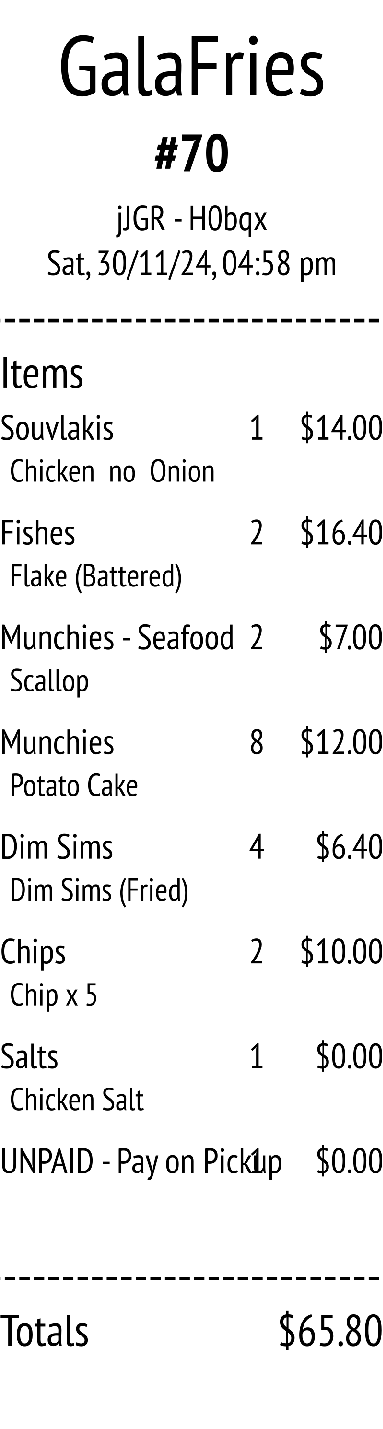 GalaFries
#70
jJGR - H0bqx
Sat, 30/11/24, 04:58 pm
Items
Souvlakis 1 $14.00
Chicken no Onion
Fishes 2 $16.40
Flake (Battered)
Munchies - Seafood 2 $7.00
Scallop
Munchies 8 $12.00
Potato Cake
Dim Sims 4 $6.40
Dim Sims (Fried)
Chips 2 $10.00
Chip x 5
Salts 1 $0.00
Chicken Salt
UNPAID - Pay on Pickup 1 $0.00
Totals $65.80